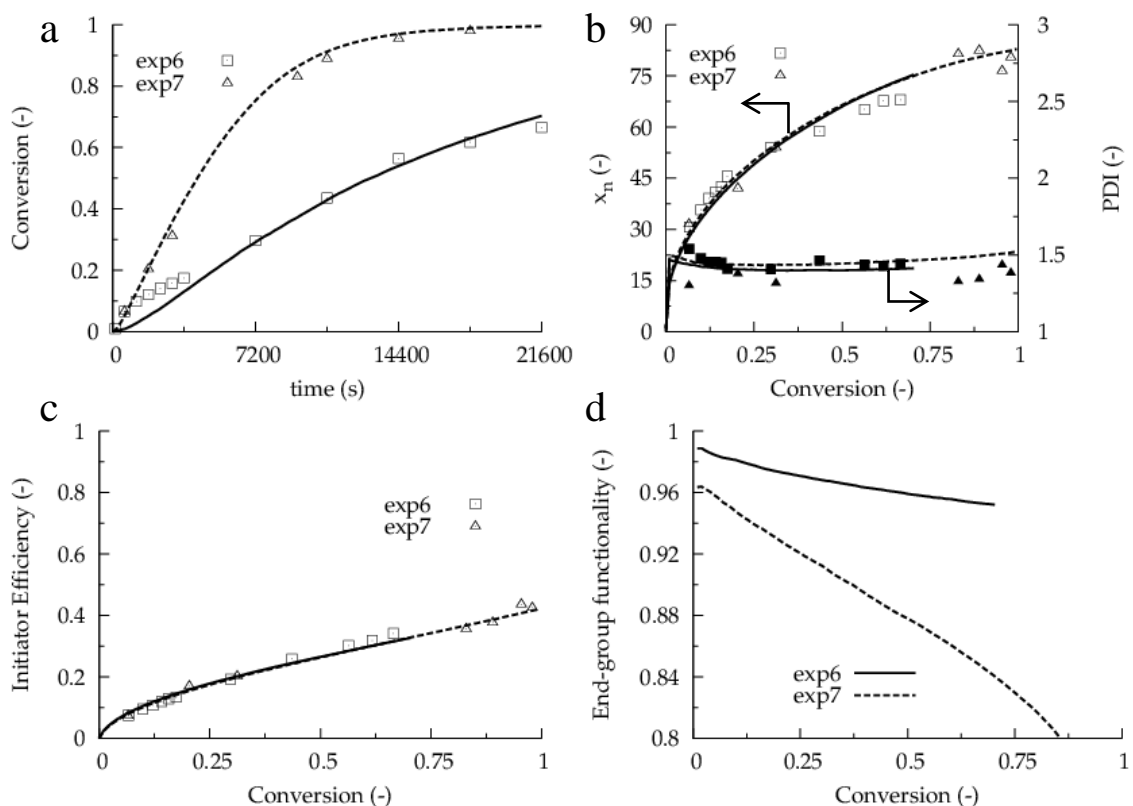 a
1
0.8
0.6
0.4
0.2
0
Conversion (-)
exp6
exp7
0
7200
14400
21600
time (s)
b
90
75
60
45
30
15
0
x_n (-)
exp6
exp7
3
2.5
2
1.5
1
PDI (-)
0
0.25
0.5
0.75
1
Conversion (-)
c
1
0.8
0.6
0.4
0.2
0
Initiator Efficiency (-)
exp6
exp7
0
0.25
0.5
0.75
1
Conversion (-)
d
1
0.96
0.92
0.88
0.84
0.8
End-group functionality (-)
exp6
exp7
0
0.25
0.5
0.75
1
Conversion (-)